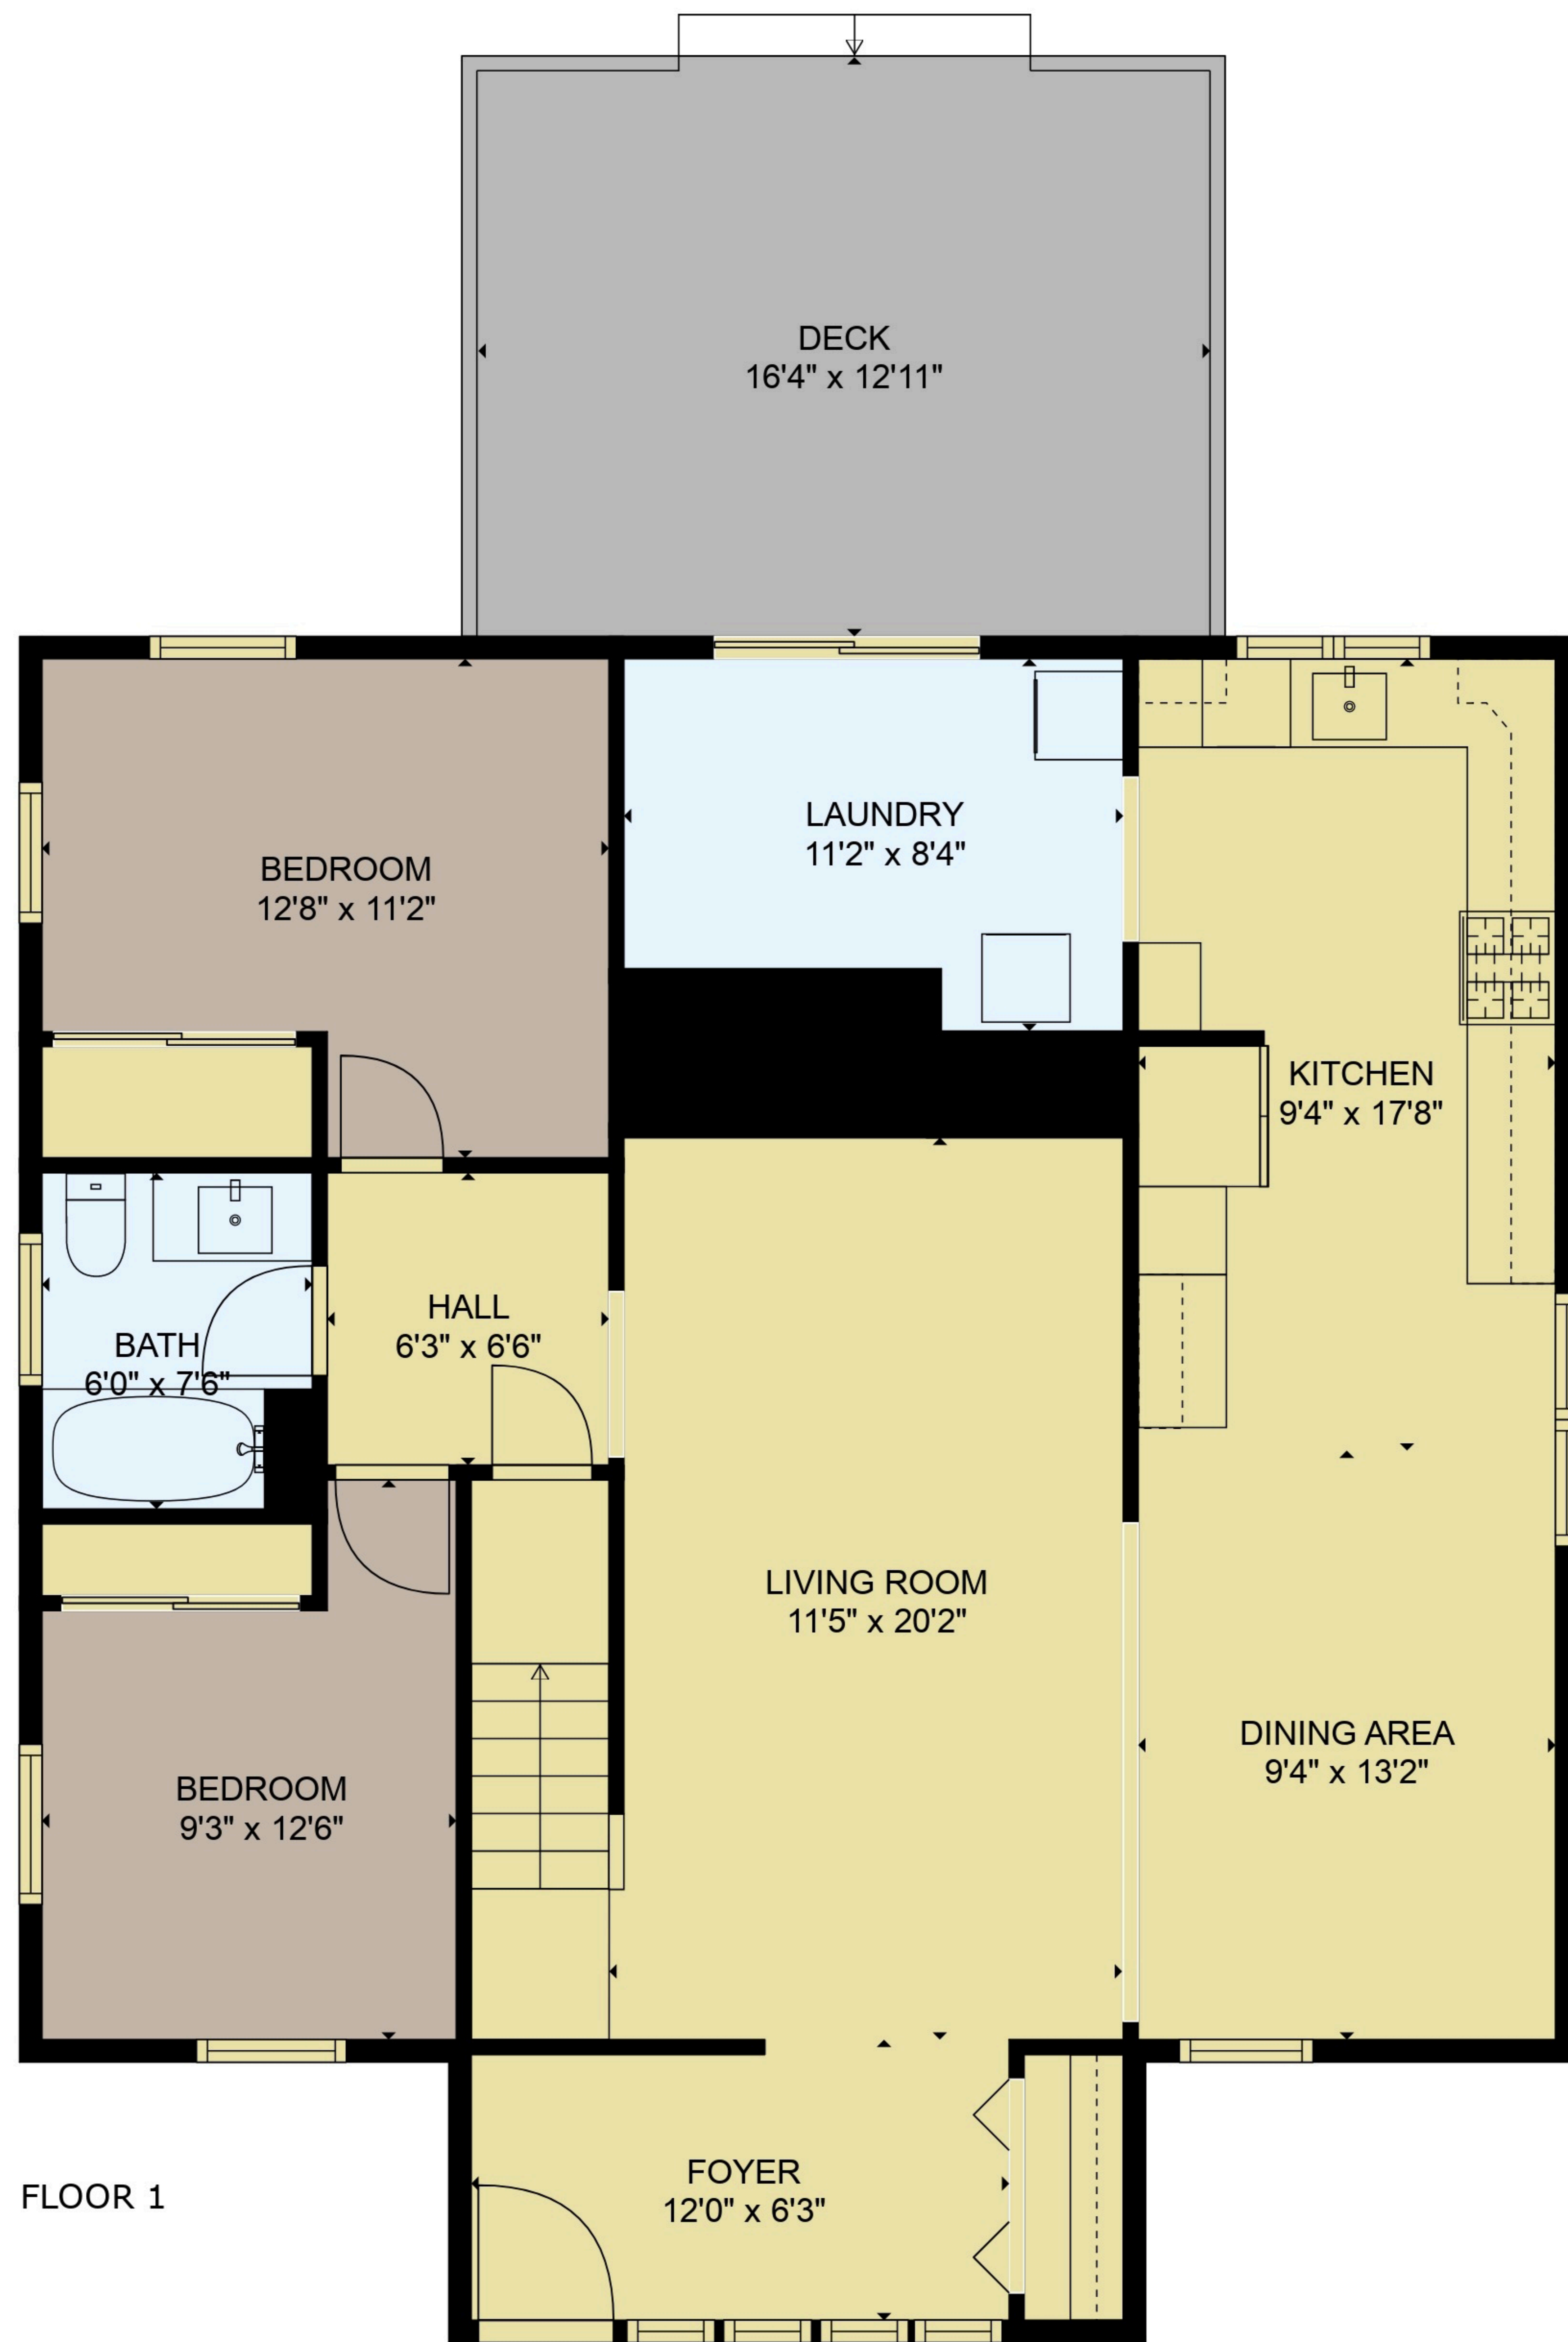 DECK
16'4" x 12'11"
LAUNDRY
11'2" x 8'4"
BEDROOM
12'8" x 11'2"
KITCHEN
9'4" x 17'8"
HALL
6'3" x 6'6"
BATH
6'0" x 7'6"
LIVING ROOM
11'5" x 20'2"
DINING AREA
9'4" x 13'2"
BEDROOM
9'3" x 12'6"
FOYER
12'0" x 6'3"
FLOOR 1